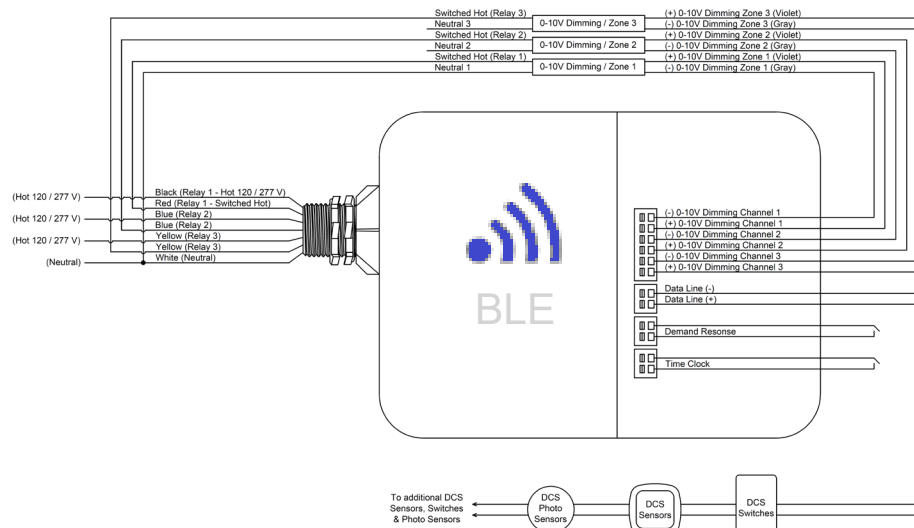 Switched Hot (Relay 3)
Neutral 3
0-10V Dimming / Zone 3
(+) 0-10V Dimming Zone 3 (Violet)
(-) 0-10V Dimming Zone 3 (Gray)
Switched Hot (Relay 2)
Neutral 2
0-10V Dimming / Zone 2
(+) 0-10V Dimming Zone 2 (Violet)
(-) 0-10V Dimming Zone 2 (Gray)
Switched Hot (Relay 1)
Neutral 1
0-10V Dimming / Zone 1
(+) 0-10V Dimming Zone 1 (Violet)
(-) 0-10V Dimming Zone 1 (Gray)
(Hot 120 / 277 V)
(Hot 120 / 277 V)
(Hot 120 / 277 V)
(Neutral)
Black (Relay 1 - Hot 120 / 277 V)
Red (Relay 1 - Switched Hot)
Blue (Relay 2)
Blue (Relay 2)
Yellow (Relay 3)
Yellow (Relay 3)
White (Neutral)
BLE
(-) 0-10V Dimming Channel 1
(+) 0-10V Dimming Channel 1
(-) 0-10V Dimming Channel 2
(+) 0-10V Dimming Channel 2
(-) 0-10V Dimming Channel 3
(+) 0-10V Dimming Channel 3
Data Line (-)
Data Line (+)
Demand Resonse
Time Clock
To additional DCS
Sensors, Switches
& Photo Sensors
DCS
Photo
Sensors
DCS
Sensors
DCS
Switches